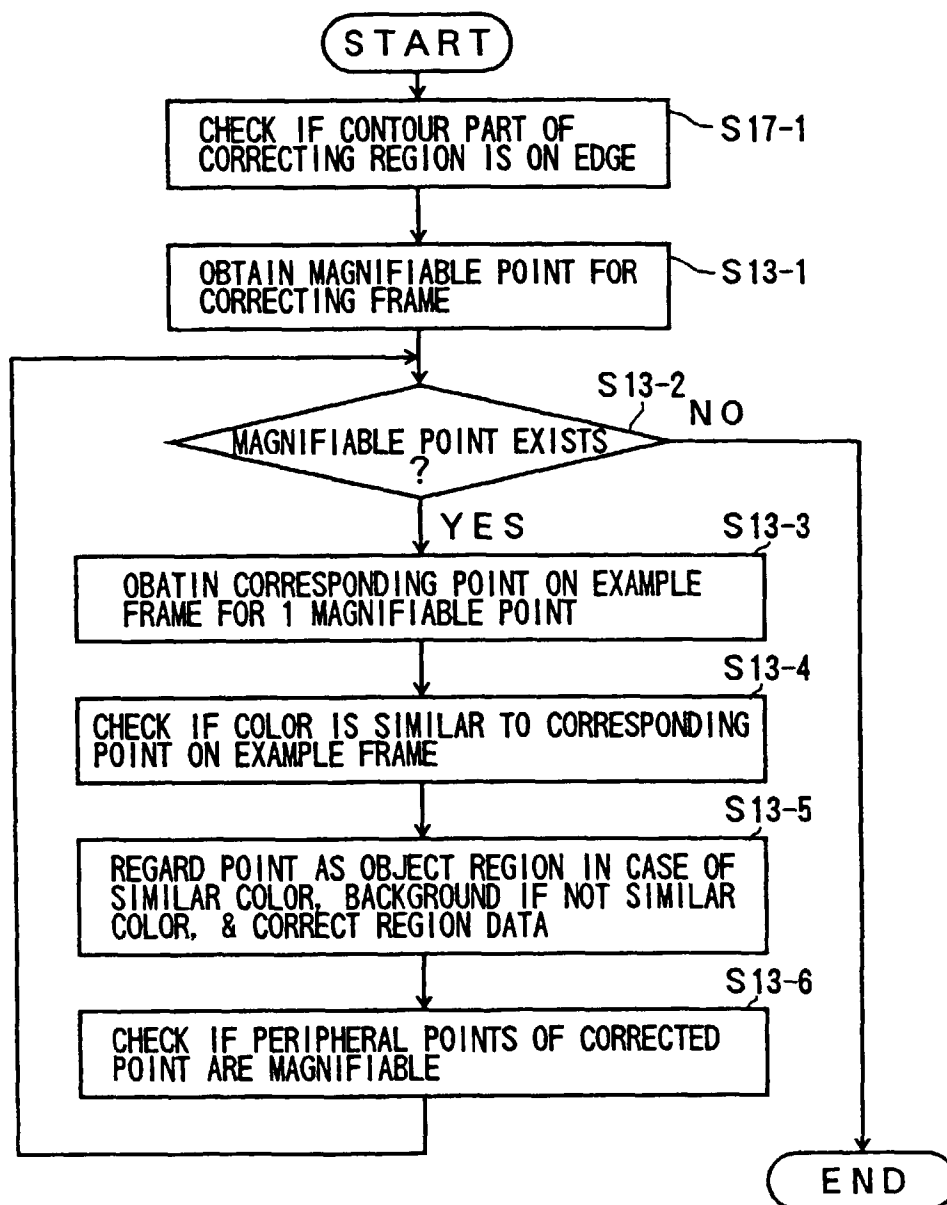 START
CHECK IF CONTOUR PART OF
CORRECTING REGION IS ON EDGE
S17-1
OBTAIN MAGNIFIABLE POINT FOR
CORRECTING FRAME
S13-1
S13-2
NO
MAGNIFIABLE POINT EXISTS
?
YES
S13-3
OBATIN CORRESPONDING POINT ON EXAMPLE
FRAME FOR 1 MAGNIFIABLE POINT
S13-4
CHECK IF COLOR IS SIMILAR TO CORRESPONDING
POINT ON EXAMPLE FRAME
S13-5
REGARD POINT AS OBJECT REGION IN CASE OF
SIMILAR COLOR, BACKGROUND IF NOT SIMILAR
COLOR, & CORRECT REGION DATA
S13-6
CHECK IF PERIPHERAL POINTS OF CORRECTED
POINT ARE MAGNIFIABLE
END